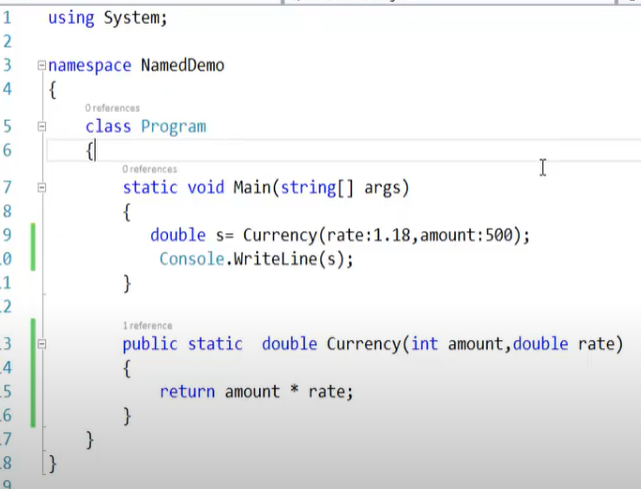 1 using System;
2
3 namespace NamedDemo
4 {
0 references
5 class Program
6 {
0 references
7 static void Main(string[] args)
8 {
9 double s= Currency(rate:1.18,amount:500);
0 Console.WriteLine(s);
1 }
2
1 reference
3 public static  double Currency(int amount,double rate)
4 {
5 return amount * rate;
6 }
7 }
8 }
9